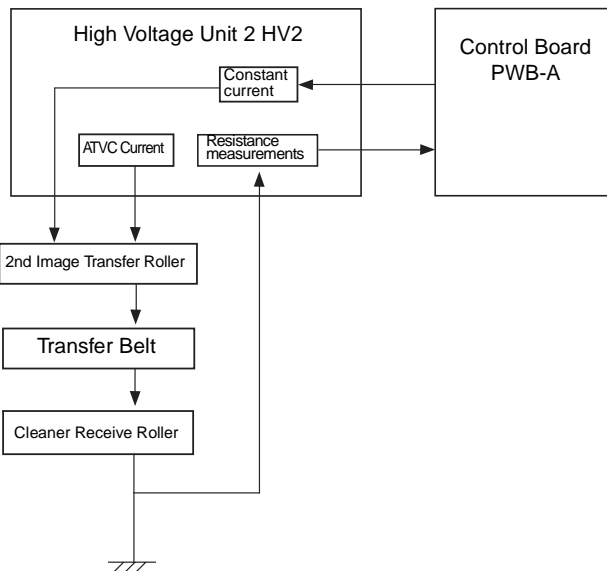 High Voltage Unit 2 HV2
Control Board
PWB-A
Constant
current
ATVC Current
Resistance
measurements
2nd Image Transfer Roller
Transfer Belt
Cleaner Receive Roller